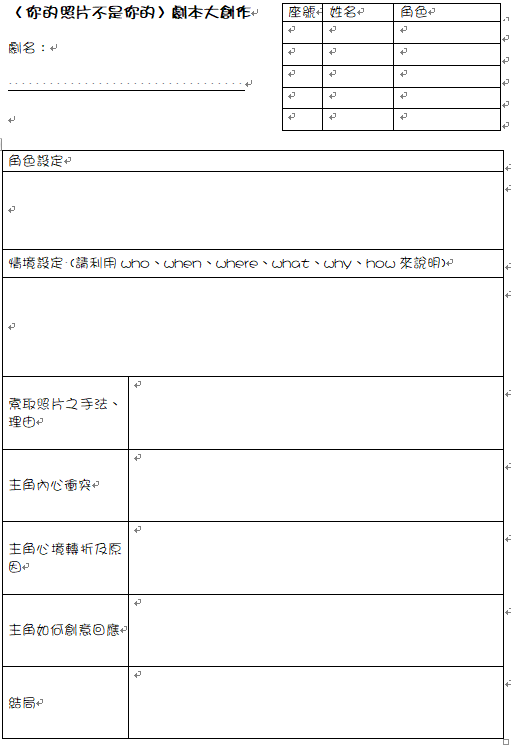 (你的照片不是你的)劇本大創作
劇名：
座號 姓名 角色
角色設定
情境設定 (請利用 who、when、where、what、why、how 來說明)
索取照片之手法、
理由
主角內心衝突
主角心境轉折及原
因
主角如何創意回應
結局